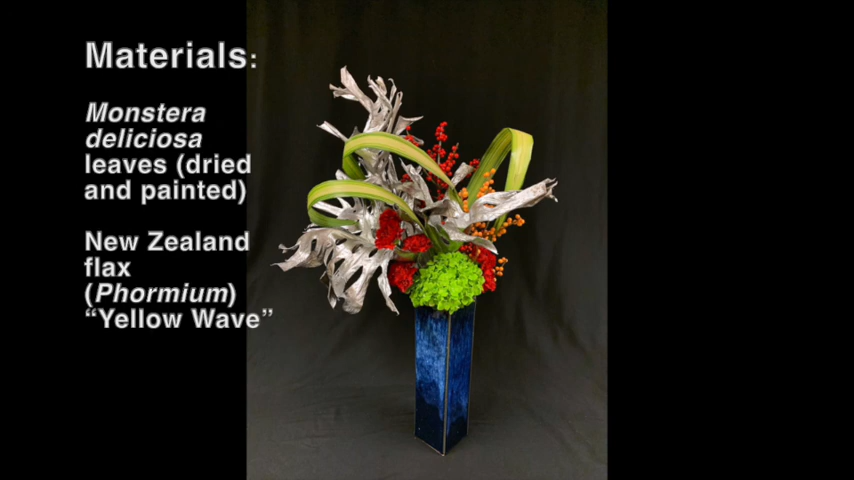 Materials:
Monstera
deliciosa
leaves (dried
and painted)
New Zealand
flax
(Phormium)
“Yellow Wave”